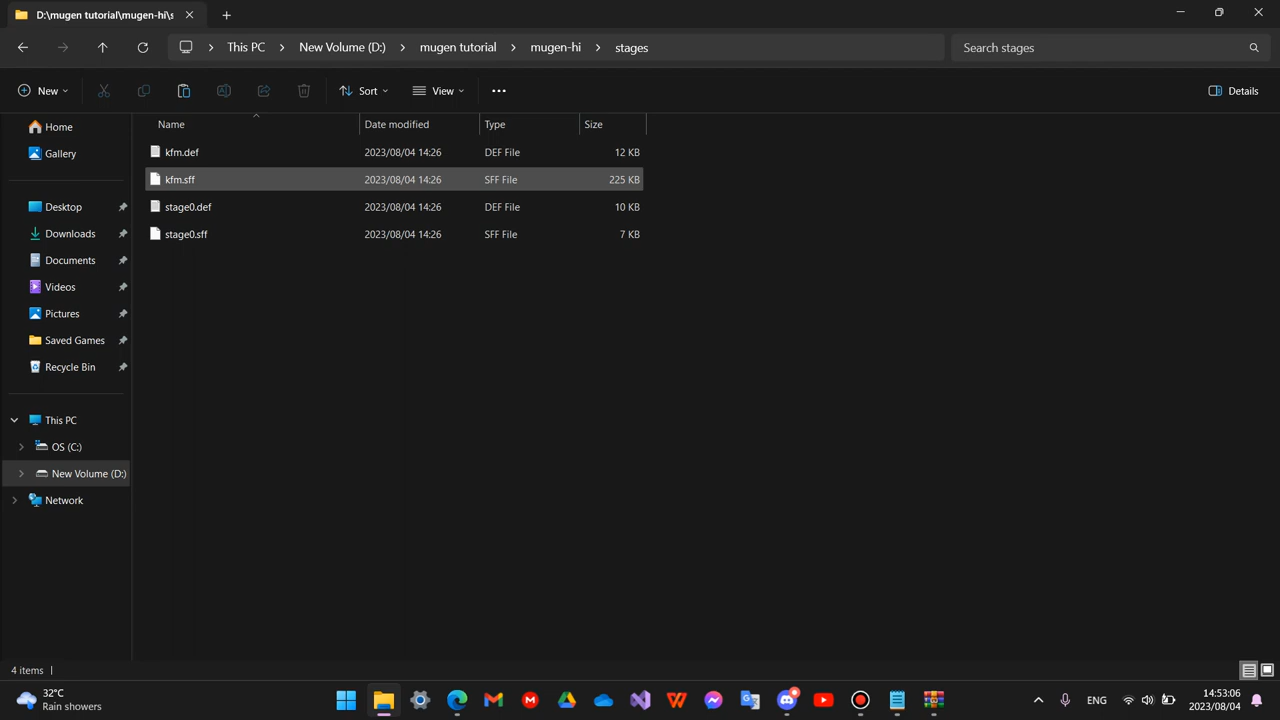 D:\mugen tutorial\mugen-hi\s
This PC
New Volume (D:)
mugen tutorial
mugen-hi
stages
Search stages
New
Sort
View
Details
Name
Date modified
Type
Size
Home
Gallery
kfm.def
2023/08/04 14:26
DEF File
12 KB
kfm.sff
2023/08/04 14:26
SFF File
225 KB
stage0.def
2023/08/04 14:26
DEF File
10 KB
stage0.sff
2023/08/04 14:26
SFF File
7 KB
Desktop
Downloads
Documents
Videos
Pictures
Saved Games
Recycle Bin
This PC
OS (C:)
New Volume (D:)
Network
4 items
32°C
Rain showers
ENG
14:53:06
2023/08/04